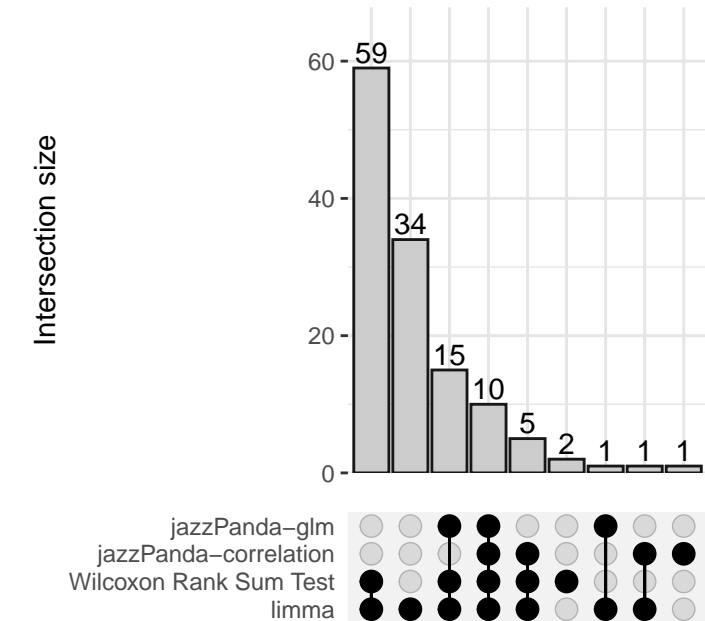 Intersection size
60
40
20
0
59
34
15
10
5
2
1
1
1
jazzPanda−glm
jazzPanda−correlation
Wilcoxon Rank Sum Test
limma